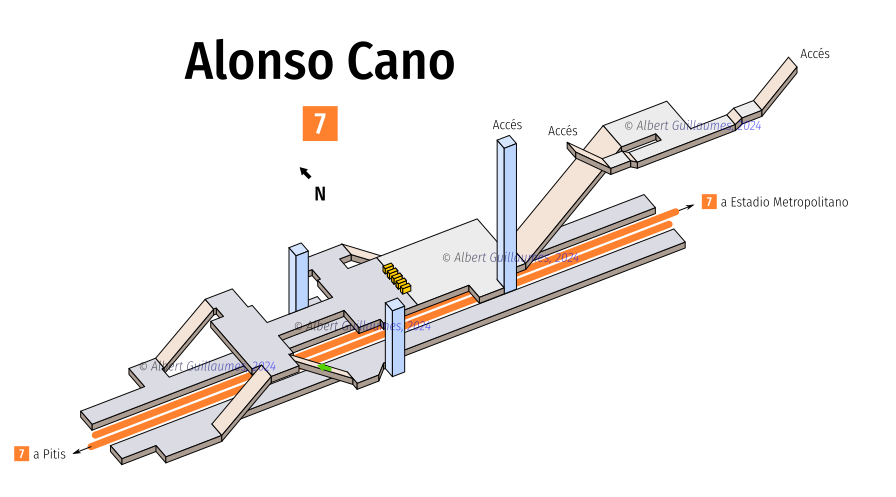 Alonso Cano
7
N
Accés
Accés
Accés
© Albert Guillaumes, 2024
7 a Estadio Metropolitano
© Albert Guillaumes, 2024
© Albert Guillaumes, 2024
© Albert Guillaumes, 2024
7 a Pitis